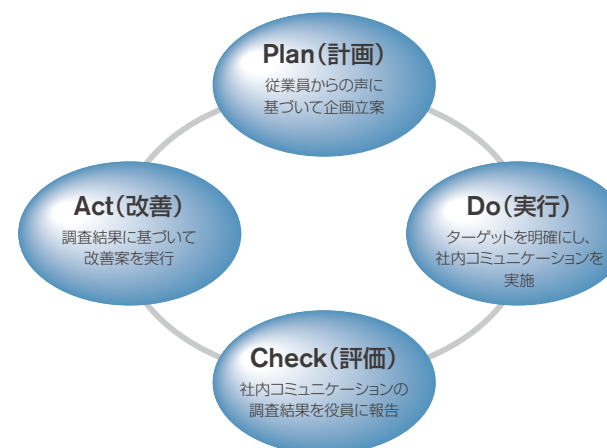 Plan(計画)
従業員からの声に
基づいて企画立案
Act(改善)
調査結果に基づいて
改善案を実行
Do(実行)
ターゲットを明確にし、
社内コミュニケーションを
実施
Check(評価)
社内コミュニケーションの
調査結果を役員に報告